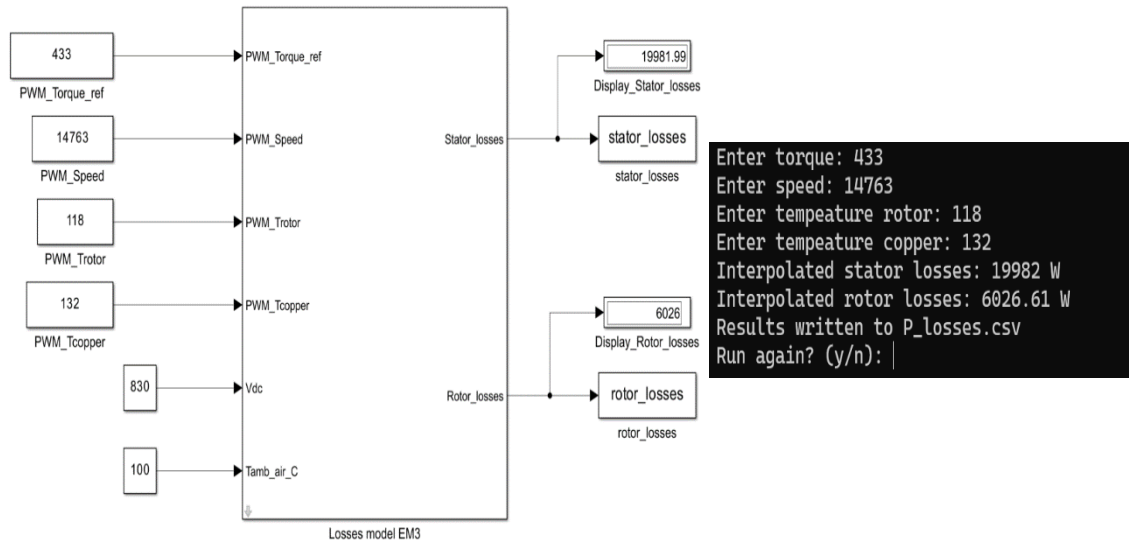 433
PWM_Torque_ref
14763
PWM_Speed
118
PWM_Trotor
132
PWM_Tcopper
830
100
PWM_Torque_ref
PWM_Speed
PWM_Trotor
PWM_Tcopper
Vdc
Tamb_air_C
Stator_losses
Rotor_losses
Losses model EM3
19981.99
Display_Stator_losses
stator_losses
stator_losses
6026
Display_Rotor_losses
rotor_losses
rotor_losses
Enter torque: 433
Enter speed: 14763
Enter tempeature rotor: 118
Enter tempeature copper: 132
Interpolated stator losses: 19982 W
Interpolated rotor losses: 6026.61 W
Results written to P_losses.csv
Run again? (y/n):